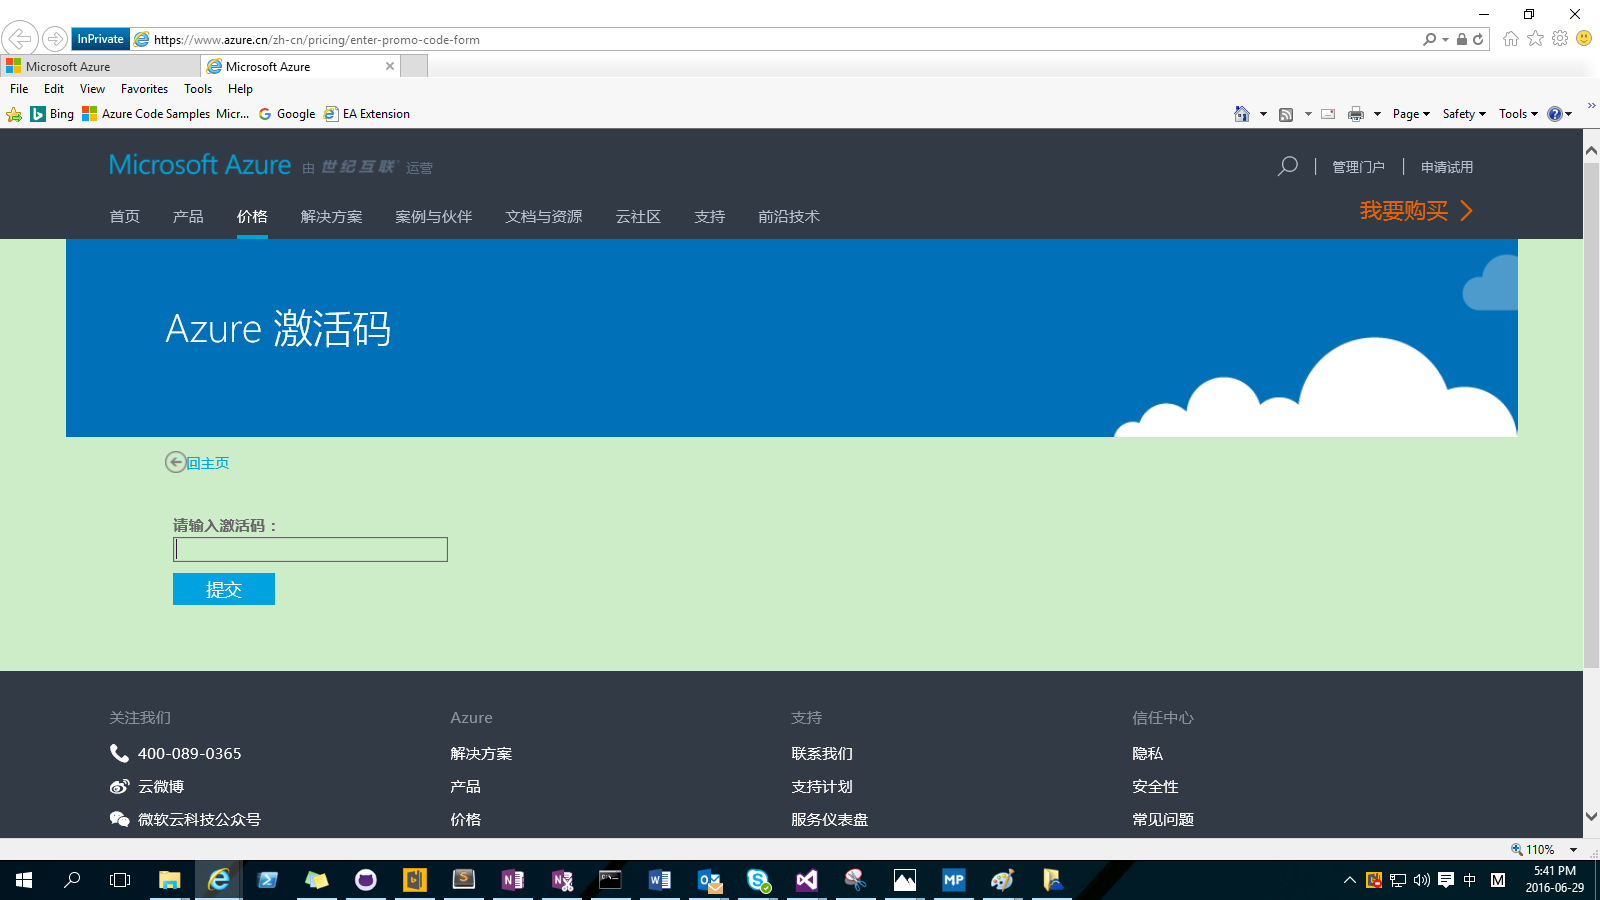 InPrivate
https://www.azure.cn/zh-cn/pricing/enter-promo-code-form
Microsoft Azure
Microsoft Azure
File Edit View Favorites Tools Help
Bing Azure Code Samples Micr... Google EA Extension
Page Safety Tools
Microsoft Azure 由 世纪互联 运营
管理门户 申请试用
首页 产品 价格 解决方案 案例与伙伴 文档与资源 云社区 支持 前沿技术
我要购买
Azure 激活码
回主页
请输入激活码：
提交
关注我们 Azure 支持 信任中心
400-089-0365 解决方案 联系我们 隐私
云微博 产品 支持计划 安全性
微软云科技公众号 价格 服务仪表盘 常见问题
110%
中 M
5:41 PM
2016-06-29
MP